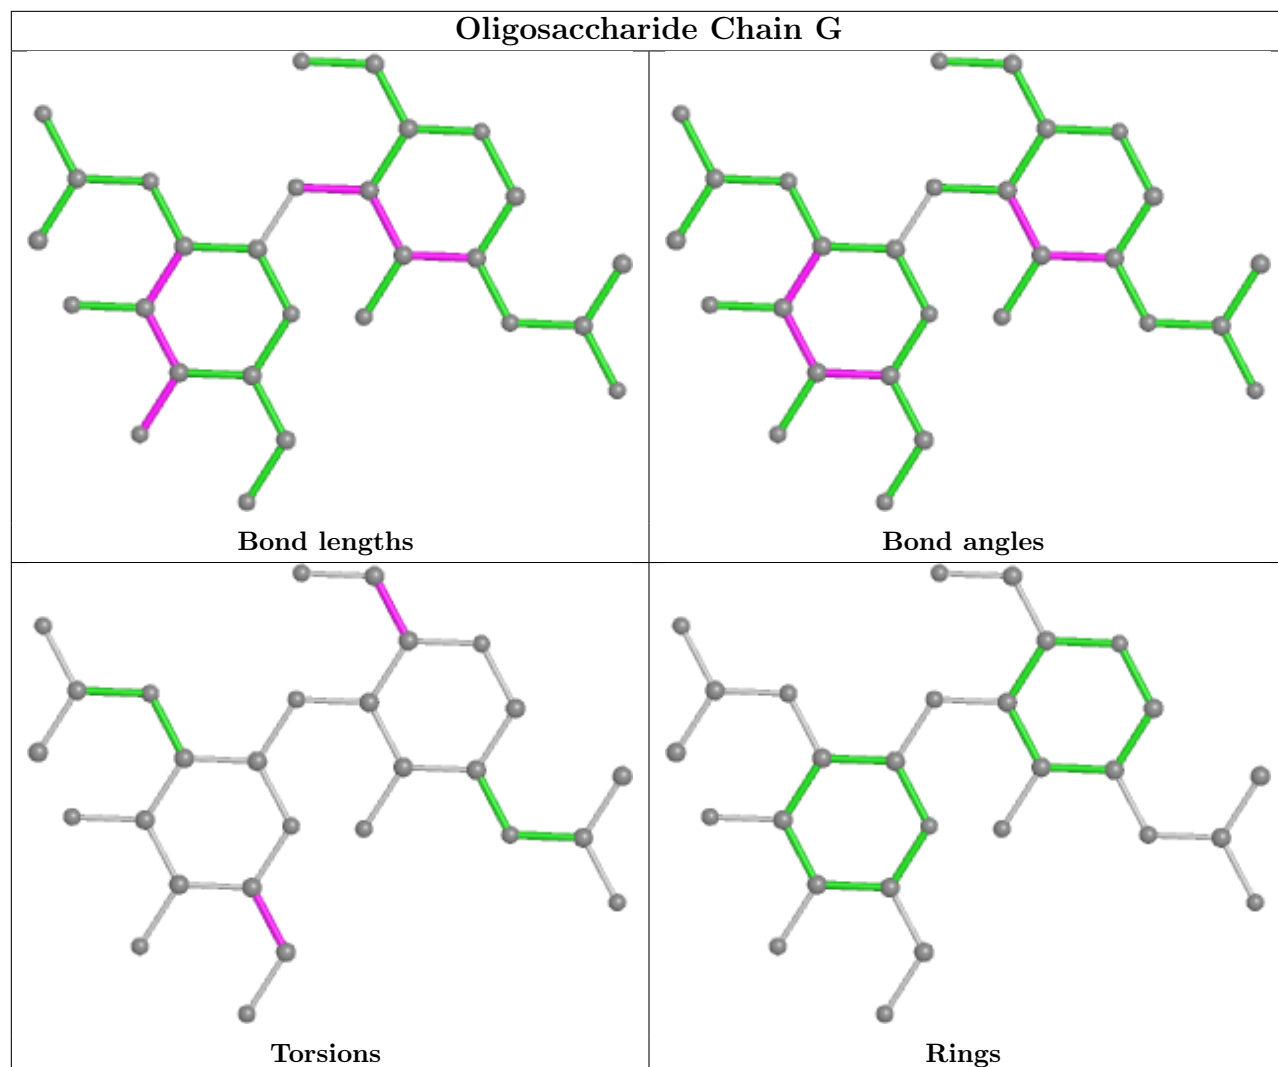 Oligosaccharide Chain G
Bond lengths
Bond angles
Torsions
Rings